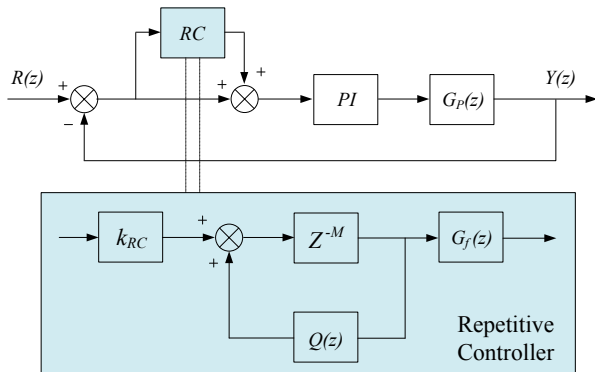 RC
R(z)
+
−
+
+
PI
G_P(z)
Y(z)
k_RC
+
+
Z^-M
G_f(z)
Q(z)
Repetitive
Controller